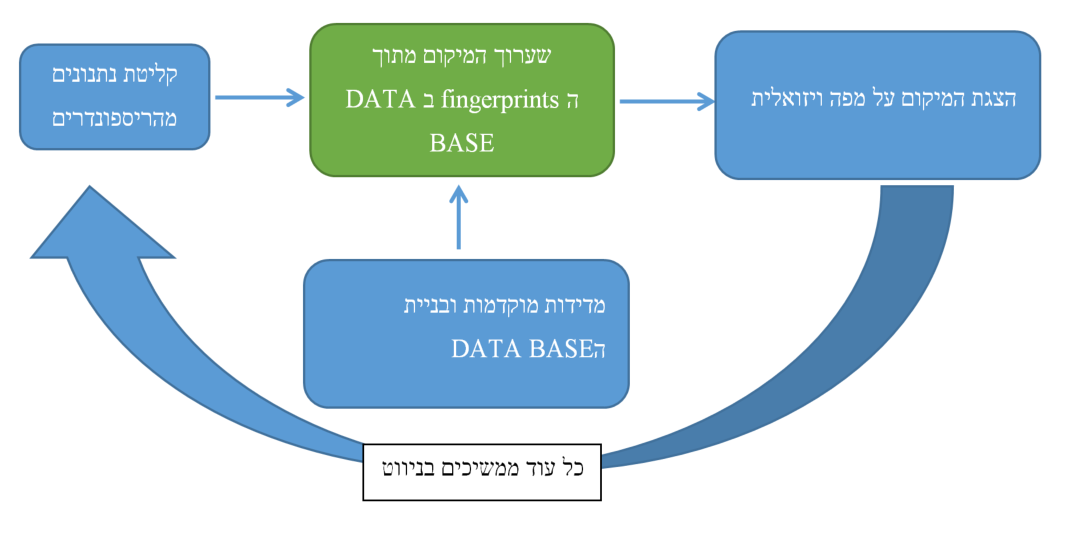 קליטת נתנונים
מהריספונדרים
שערוך המיקום מתוך
ה fingerprints ב DATA
BASE
הצגת המיקום על מפה ויזואלית
מדידות מוקדמות ובניית
הDATA BASE
כל עוד ממשיכים בניווט